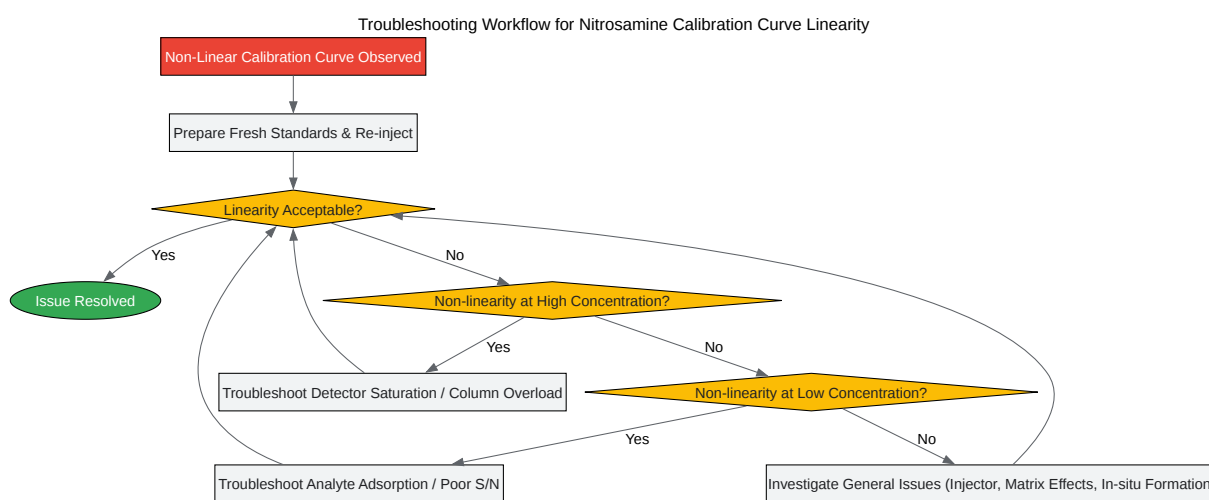 Troubleshooting Workflow for Nitrosamine Calibration Curve Linearity
Non-Linear Calibration Curve Observed
Prepare Fresh Standards & Re-inject
Linearity Acceptable?
Yes
No
Issue Resolved
Non-linearity at High Concentration?
Yes
No
Troubleshoot Detector Saturation / Column Overload
Non-linearity at Low Concentration?
Yes
No
Troubleshoot Analyte Adsorption / Poor S/N
Investigate General Issues (Injector, Matrix Effects, In-situ Formation